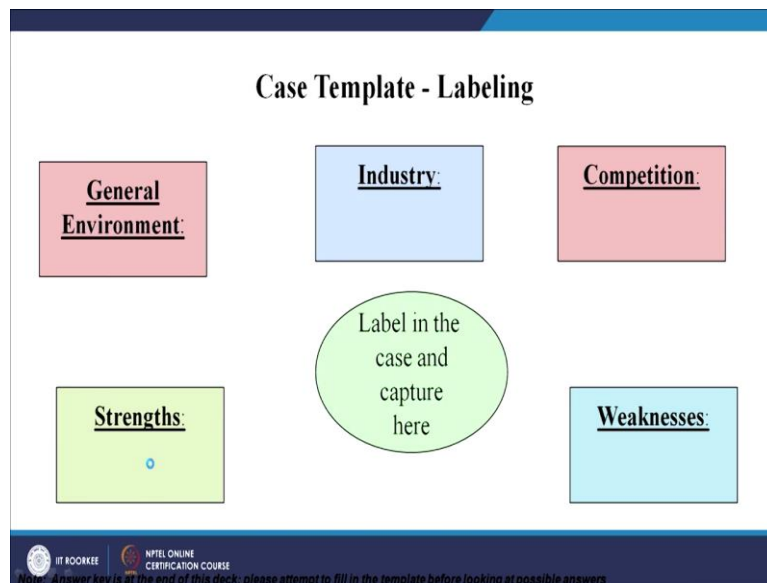 Case Template - Labeling
General
Environment:
Industry:
Competition:
Label in the
case and
capture
here
Strengths:
Weaknesses:
IIT ROORKEE
NPTEL ONLINE
CERTIFICATION COURSE
Note: Answer key is at the end of this deck; please attempt to fill in the template before looking at possible answers